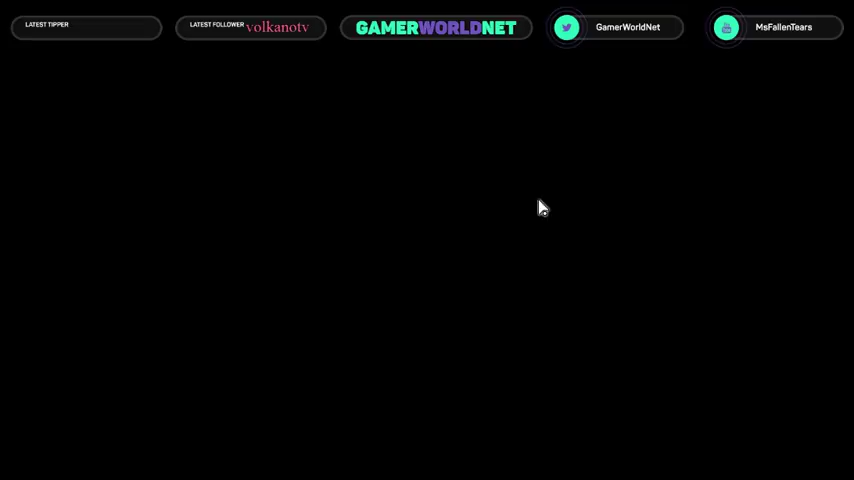 LATEST TIPPER
LATEST FOLLOWER volkanotv
GAMERWORLDNET
GamerWorldNet
MsFallenTears